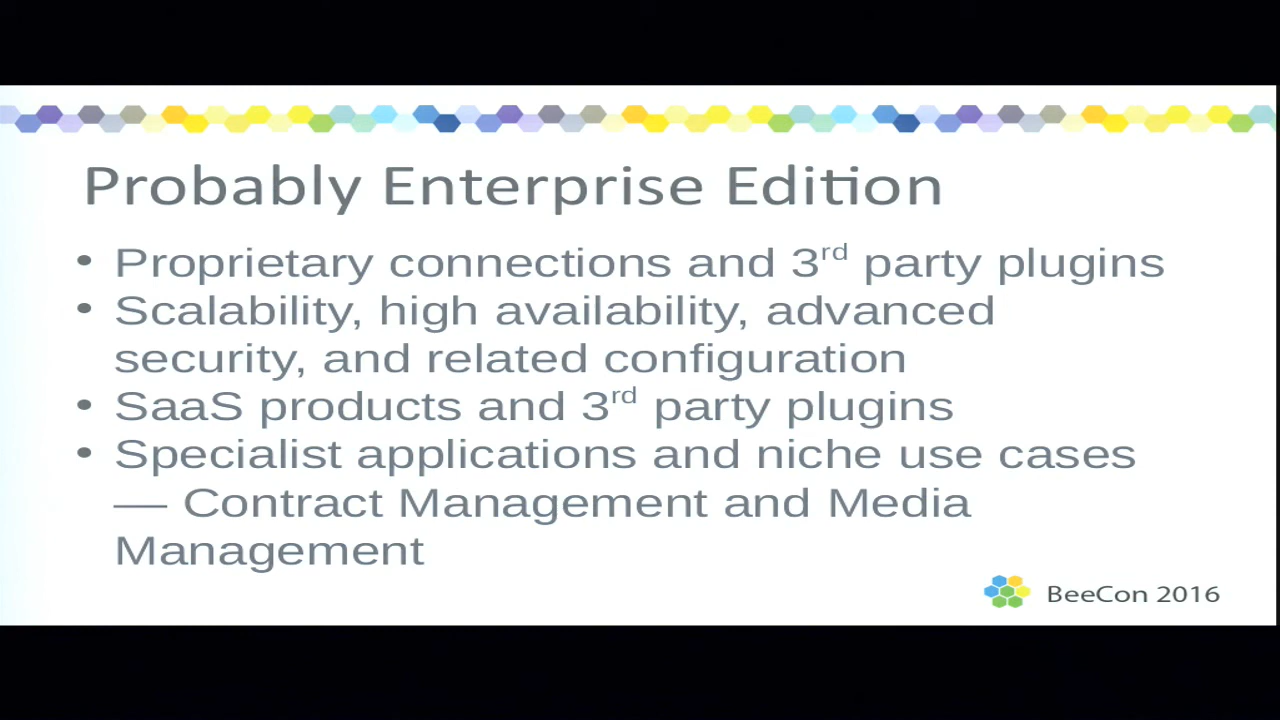 Probably Enterprise Edition
• Proprietary connections and 3rd party plugins
• Scalability, high availability, advanced
security, and related configuration
• SaaS products and 3rd party plugins
• Specialist applications and niche use cases
— Contract Management and Media
Management
BeeCon 2016